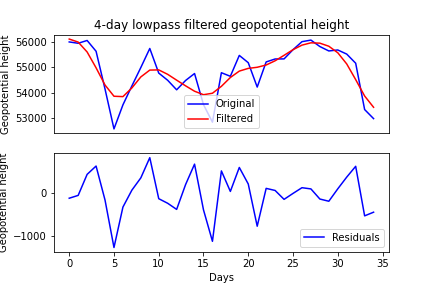 4-day lowpass filtered geopotential height
Geopotential height
56000
55000
54000
53000
Original
Filtered
Geopotential height
0
−1000
Residuals
0 5 10 15 20 25 30 35
Days